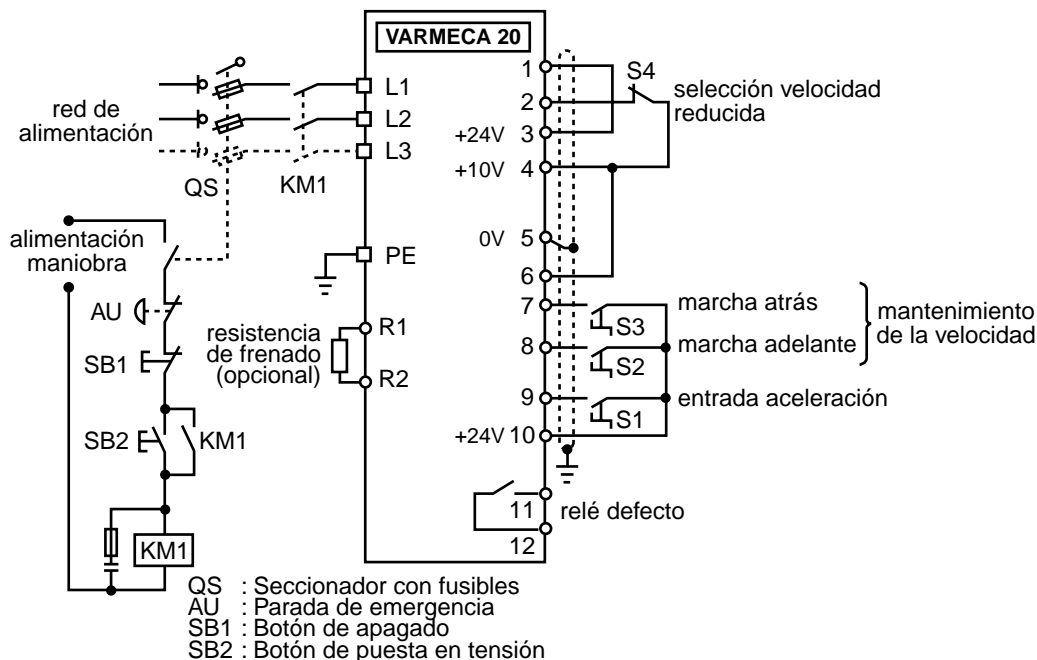 VARMECA 20
red de
alimentación
QS
KM1
L1
L2
L3
PE
R1
R2
1
2
+24V 3
+10V 4
0V 5
6
7
8
9
+24V 10
11
12
S4
selección velocidad
reducida
S3
S2
S1
marcha atrás
marcha adelante
mantenimiento
de la velocidad
entrada aceleración
relé defecto
alimentación
maniobra
AU
SB1
SB2
KM1
KM1
resistencia
de frenado
(opcional)
QS : Seccionador con fusibles
AU : Parada de emergencia
SB1 : Botón de apagado
SB2 : Botón de puesta en tensión